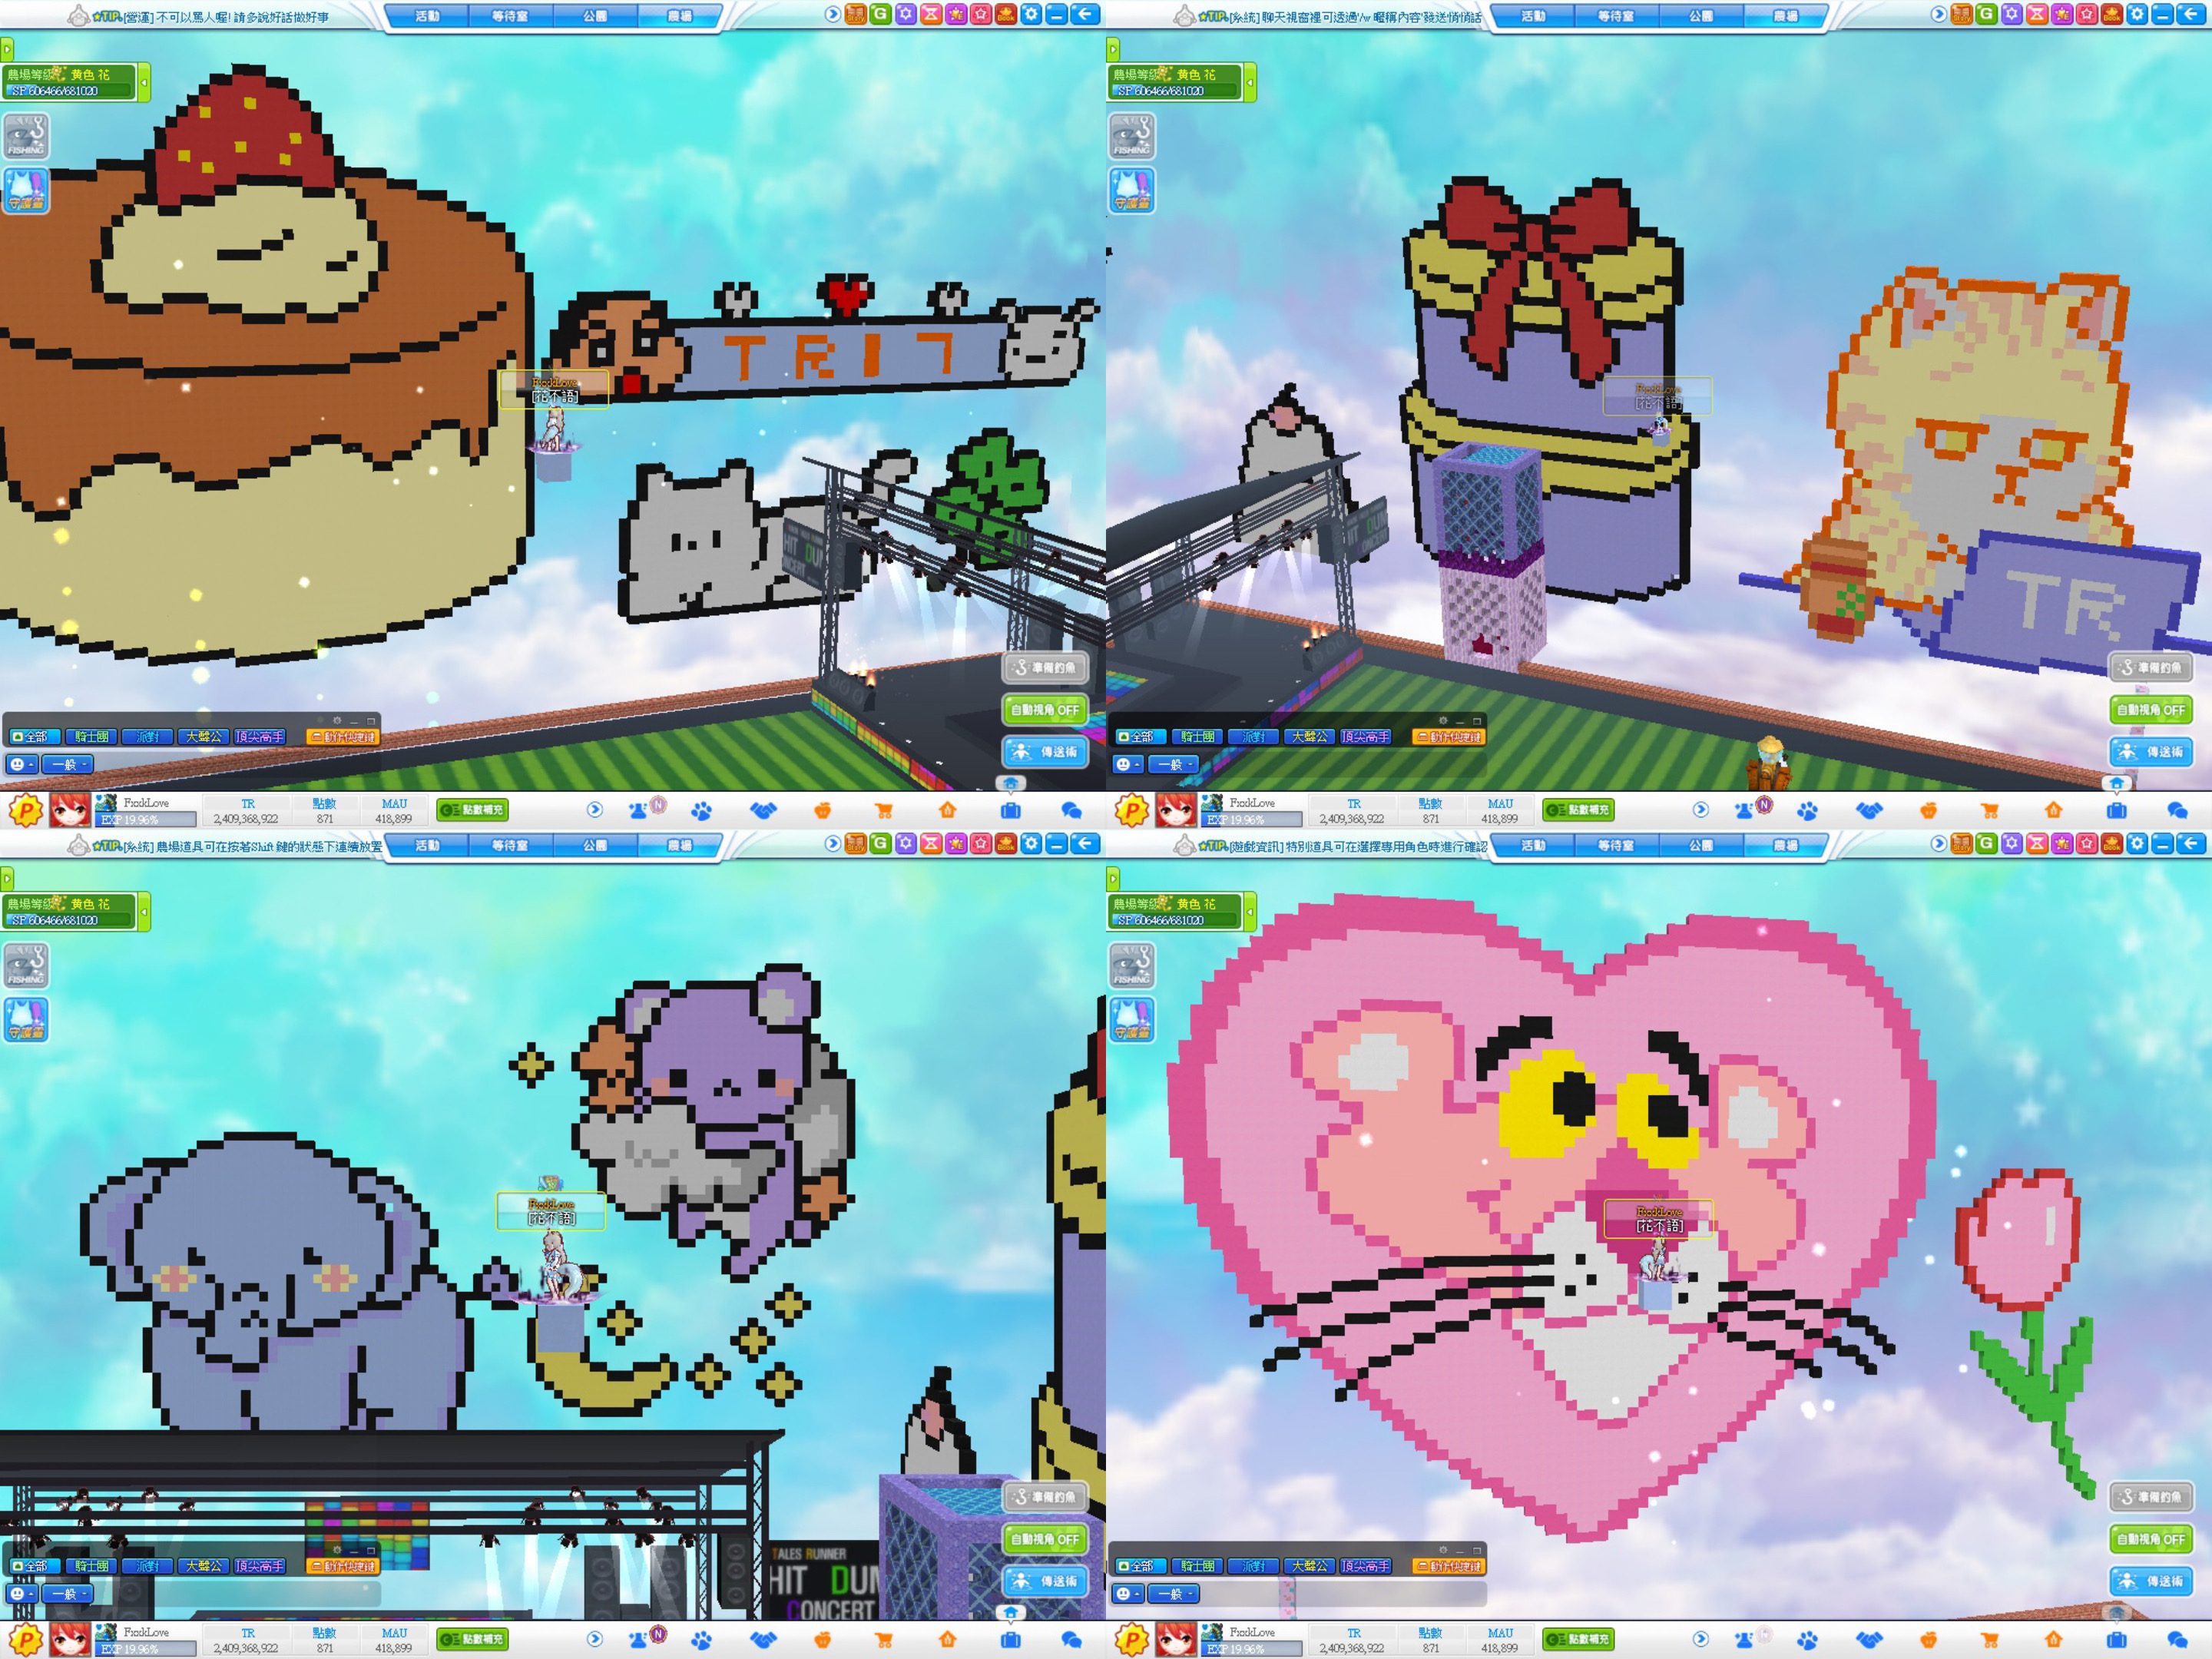 TIP [營運] 不可以罵人喔! 請多說好話做好事
活動 等待室 公園 農場
農場等級 黄色 花
SP 606466/681020
FISHING
守護靈
TRI7
[花不語]
HIT DUM
CONCERT
準備釣魚
自動視角 OFF
傳送術
全部 騎士團 派對 大聲公 頂尖高手 動作快捷鍵
一般
TR 點數 MAU
EXP 19.96% 2,409,368,922 871 418,899 點數補充
TIP [系統] 聊天視窗裡可透過'/w 暱稱 內容'發送悄悄話
活動 等待室 公園 農場
農場等級 黄色 花
SP 606466/681020
FISHING
守護靈
[花不語]
TR
準備釣魚
自動視角 OFF
傳送術
全部 騎士團 派對 大聲公 頂尖高手 動作快捷鍵
一般
TR 點數 MAU
EXP 19.96% 2,409,368,922 871 418,899 點數補充
TIP [系統] 農場道具可在按著Shift 鍵的狀態下連續放置
活動 等待室 公園 農場
農場等級 黄色 花
SP 606466/681020
FISHING
守護靈
[花不語]
TALES RUNNER
HIT DUM
CONCERT
準備釣魚
自動視角 OFF
傳送術
全部 騎士團 派對 大聲公 頂尖高手 動作快捷鍵
一般
TR 點數 MAU
EXP 19.96% 2,409,368,922 871 418,899 點數補充
TIP [遊戲資訊] 特別道具可在選擇專用角色時進行確認
活動 等待室 公園 農場
農場等級 黄色 花
SP 606466/681020
FISHING
守護靈
[花不語]
準備釣魚
自動視角 OFF
傳送術
全部 騎士團 派對 大聲公 頂尖高手 動作快捷鍵
一般
TR 點數 MAU
EXP 19.96% 2,409,368,922 871 418,899 點數補充